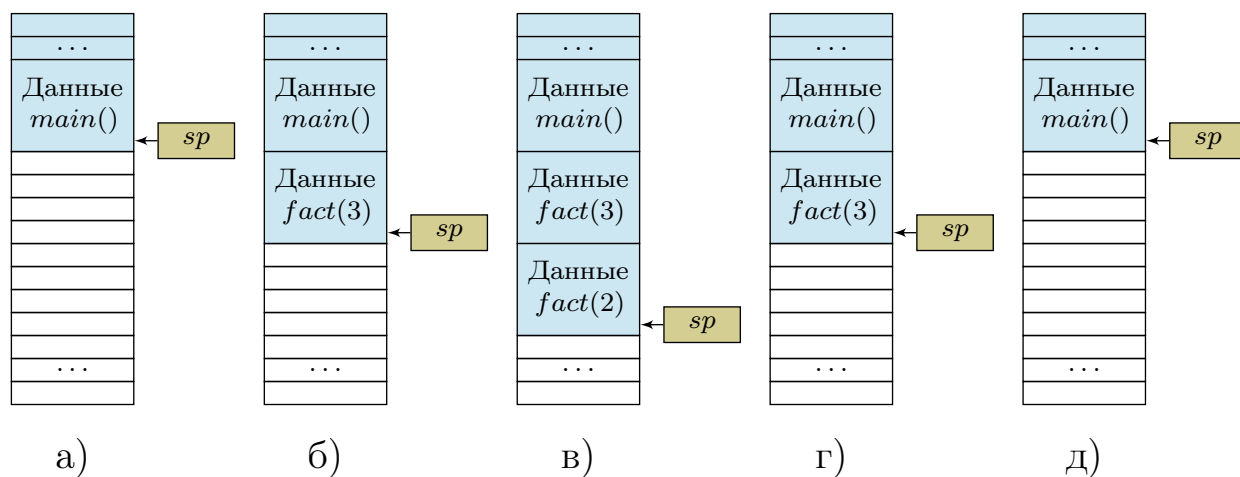 ...
Данные
main()
sp
...
Данные
main()
Данные
fact(3)
sp
...
...
Данные
main()
Данные
fact(3)
Данные
fact(2)
sp
...
...
Данные
main()
Данные
fact(3)
sp
...
...
Данные
main()
sp
...
...
а)
б)
в)
г)
д)